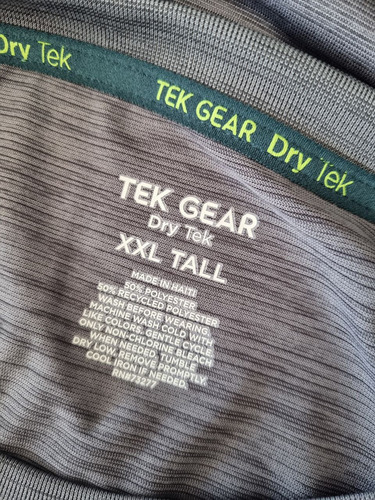 Dry Tek
TEK GEAR Dry Tek
TEK GEAR
Dry Tek
XXL TALL
MADE IN HAITI
50% POLYESTER
50% RECYCLED POLYESTER
WASH BEFORE WEARING.
MACHINE WASH COLD WITH
LIKE COLORS. GENTLE CYCLE.
ONLY NON-CHLORINE BLEACH
WHEN NEEDED. TUMBLE
DRY LOW. REMOVE PROMPTLY.
COOL IRON IF NEEDED.
RN#73277